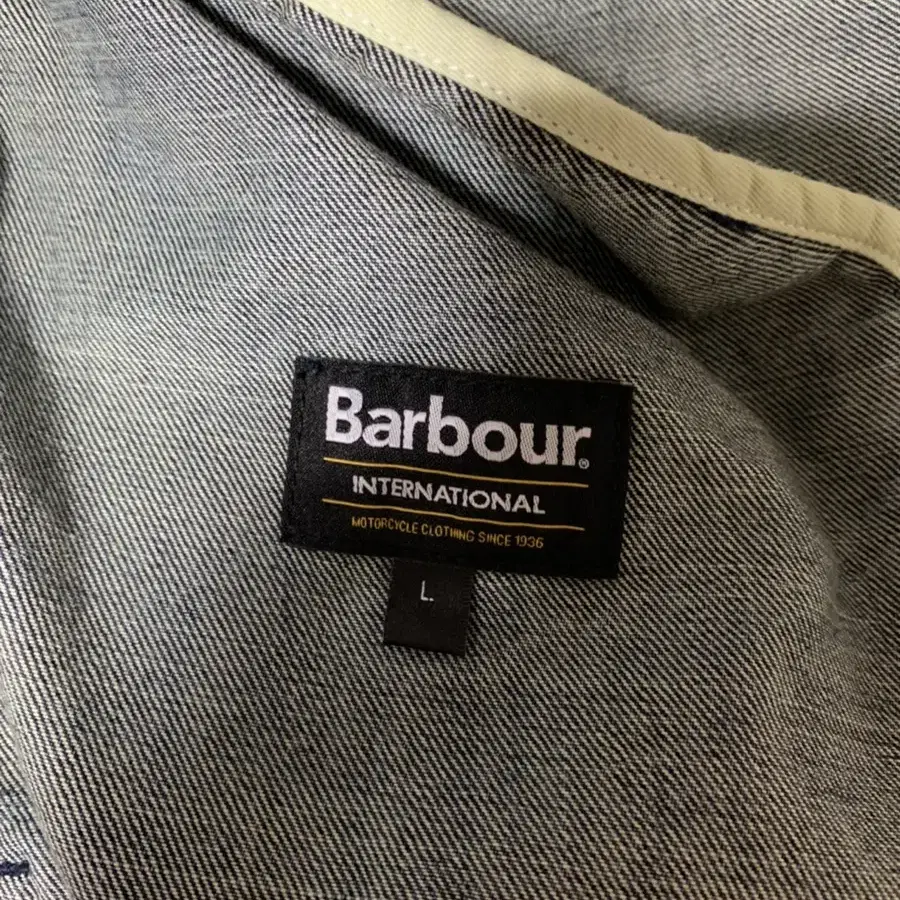 Barbour®
INTERNATIONAL
MOTORCYCLE CLOTHING SINCE 1936
L.